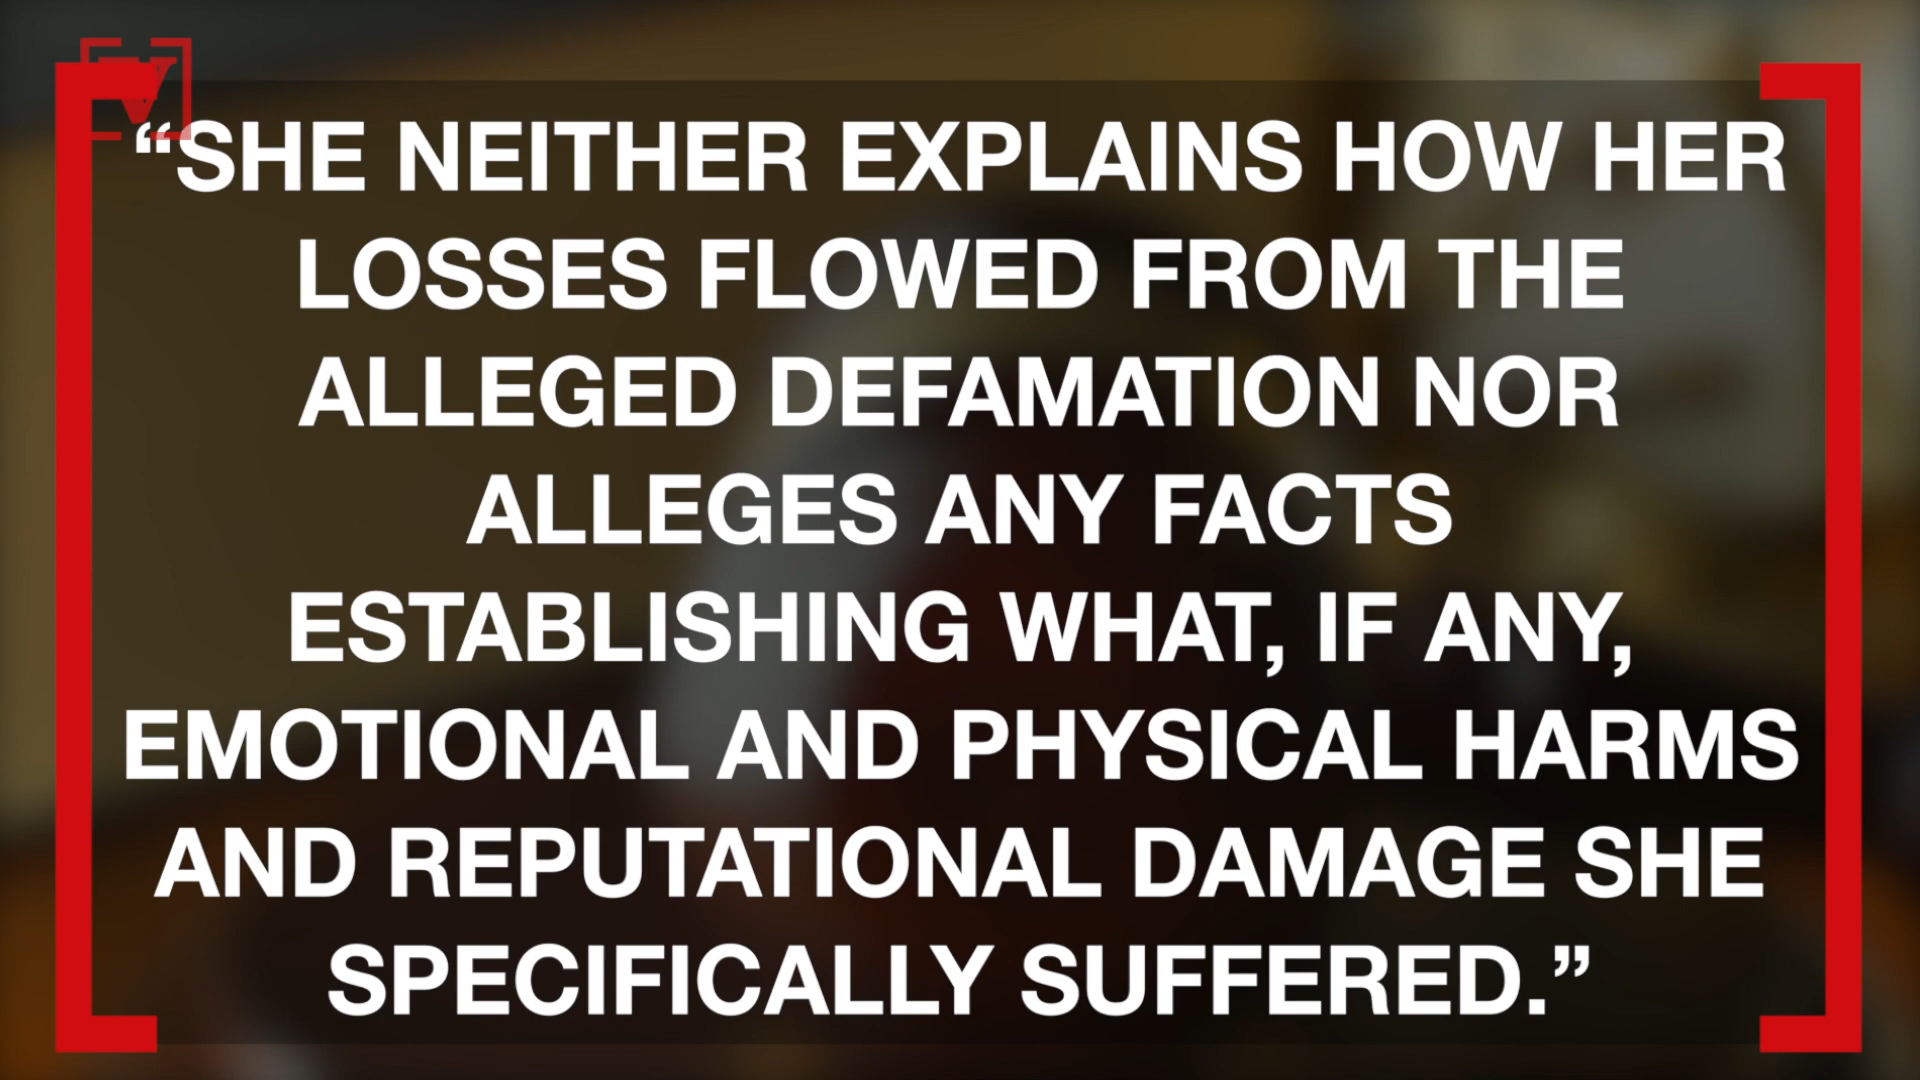 V
“SHE NEITHER EXPLAINS HOW HER
LOSSES FLOWED FROM THE
ALLEGED DEFAMATION NOR
ALLEGES ANY FACTS
ESTABLISHING WHAT, IF ANY,
EMOTIONAL AND PHYSICAL HARMS
AND REPUTATIONAL DAMAGE SHE
SPECIFICALLY SUFFERED.”